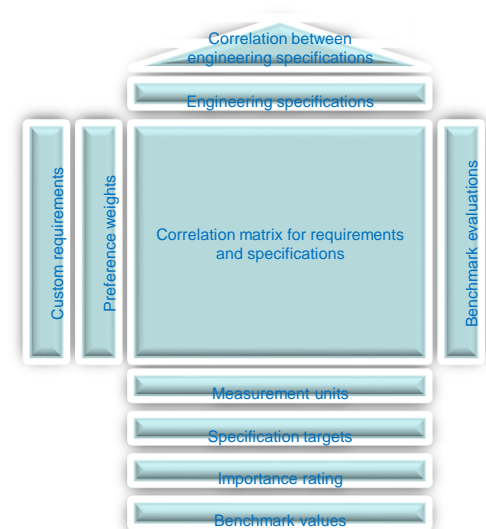 Correlation between
engineering specifications
Engineering specifications
Custom requirements
Preference weights
Correlation matrix for requirements
and specifications
Benchmark evaluations
Measurement units
Specification targets
Importance rating
Benchmark values